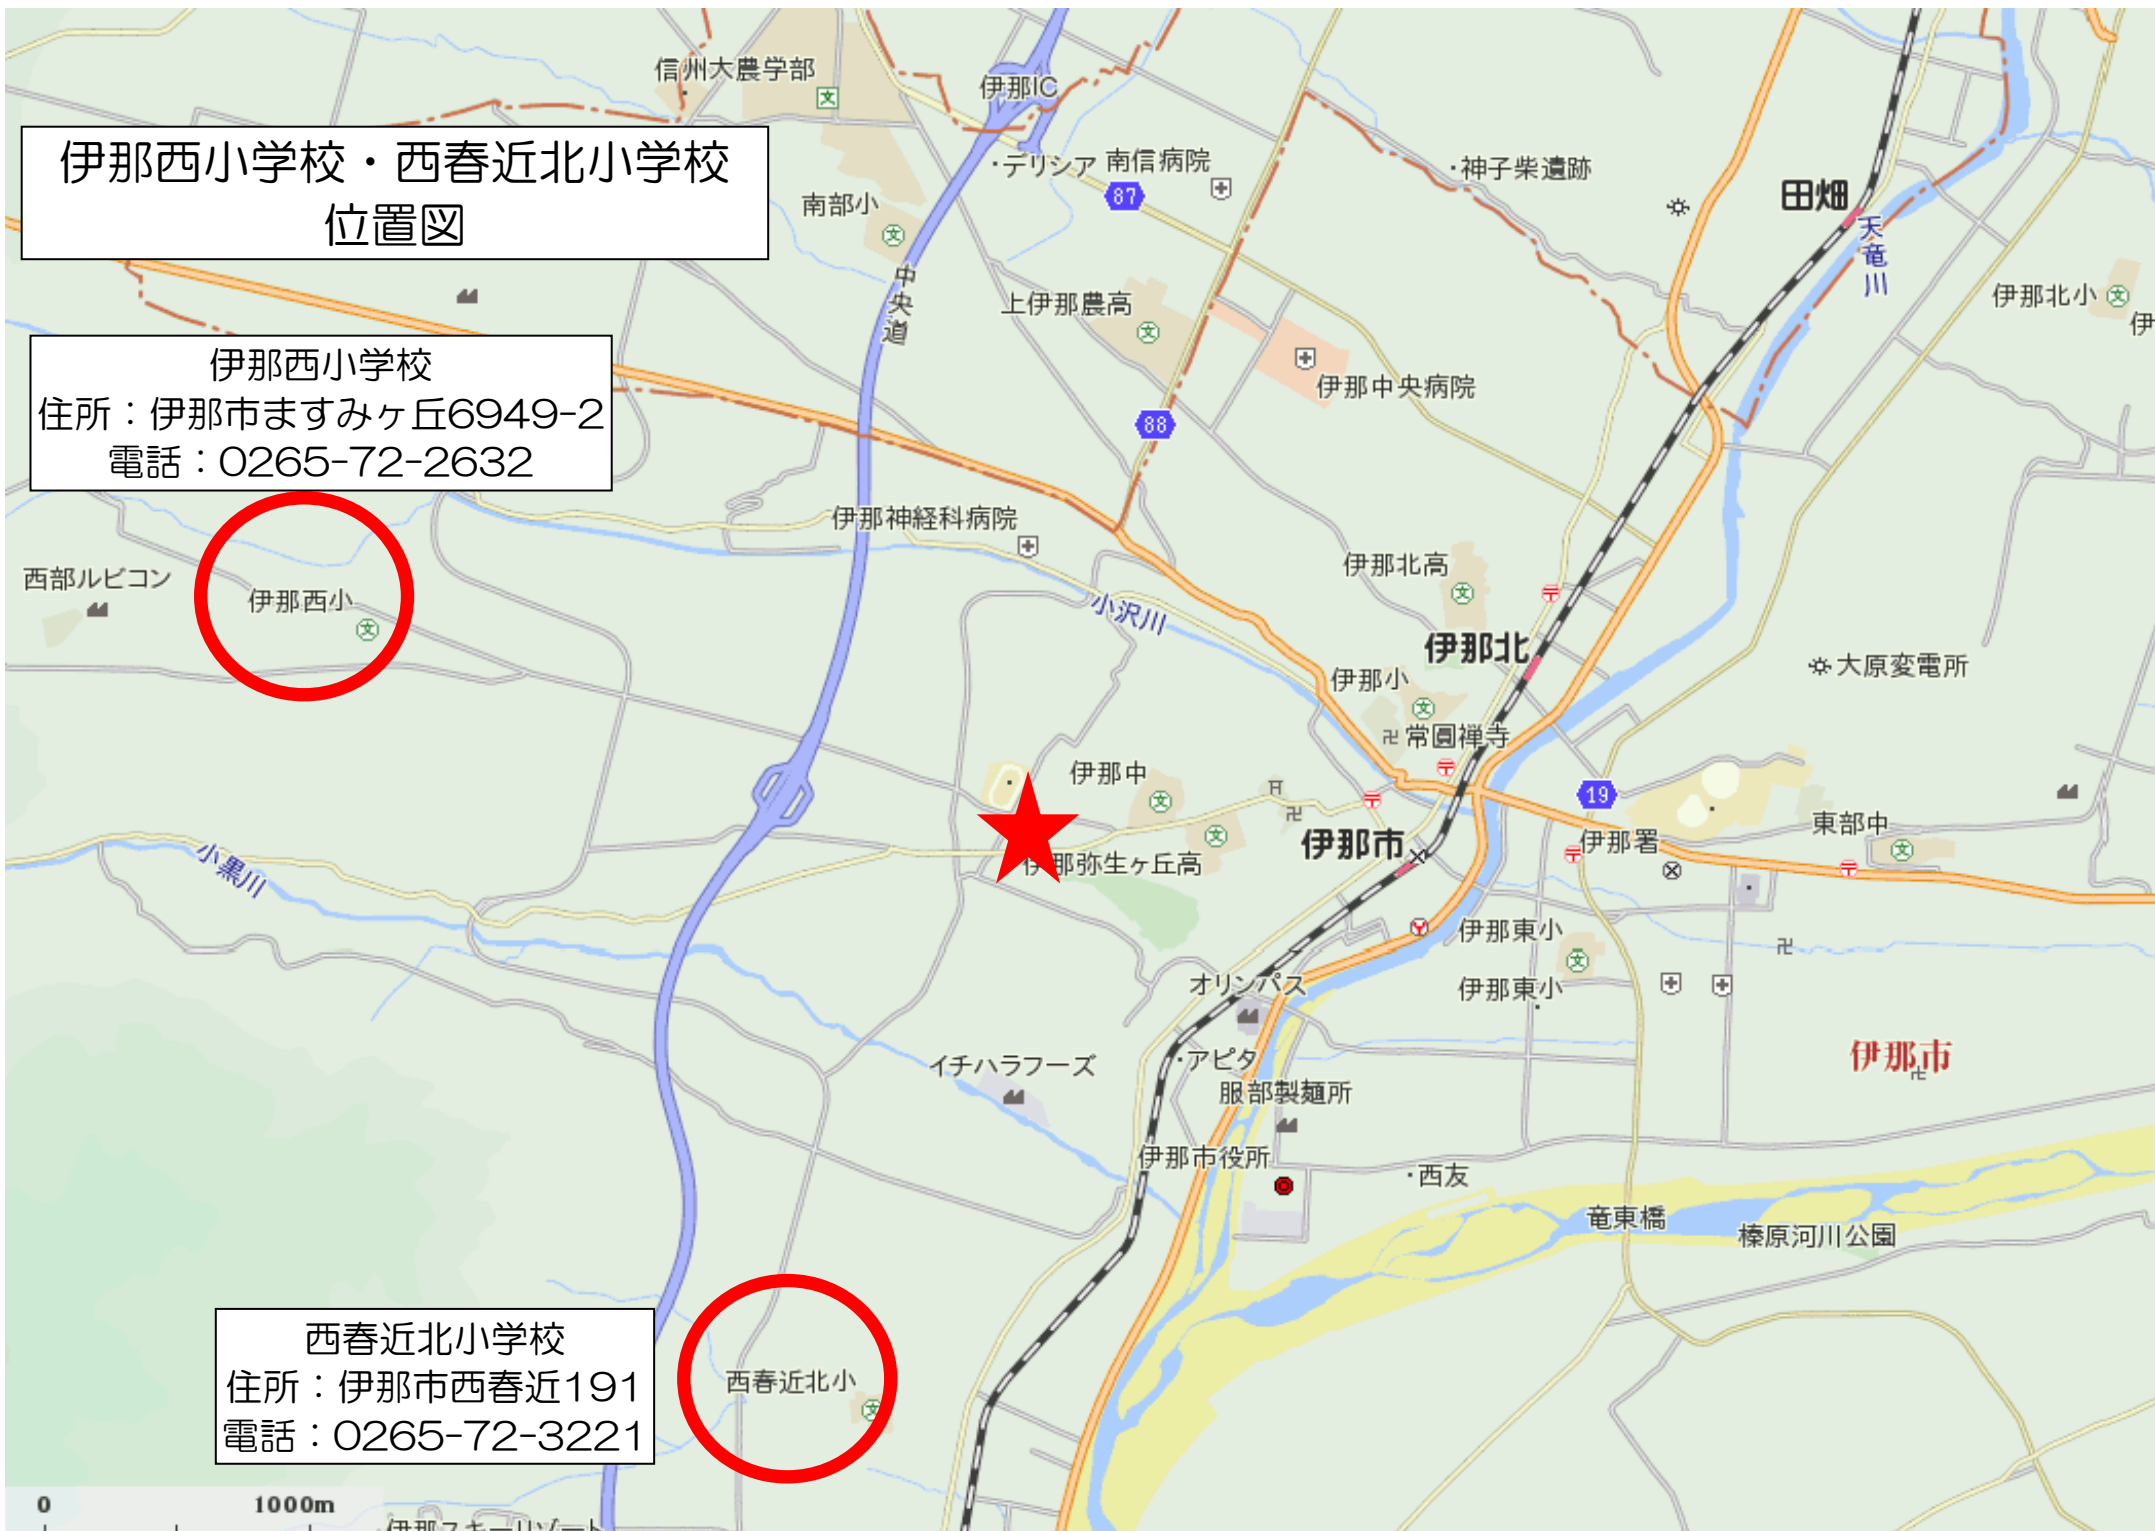 伊那西小学校・西春近北小学校
位置図
信州大農学部
伊那IC
・デリシア
南信病院
87
・神子柴遺跡
田畑
天竜川
南部小
中央道
上伊那農高
伊那北小
伊
伊那中央病院
88
伊那西小学校
住所：伊那市ますみヶ丘6949-2
電話：0265-72-2632
伊那神経科病院
伊那北高
西部ルビコン
伊那西小
小沢川
伊那北
伊那小
大原変電所
常圓禅寺
伊那中
19
伊那市
伊那署
東部中
小黒川
伊那弥生ヶ丘高
伊那東小
オリンパス
伊那東小
イチハラフーズ
・アピタ
伊那市
服部製麺所
伊那市役所
・西友
竜東橋
榛原河川公園
西春近北小学校
住所：伊那市西春近191
電話：0265-72-3221
西春近北小
0 1000m
伊那スキーリゾート